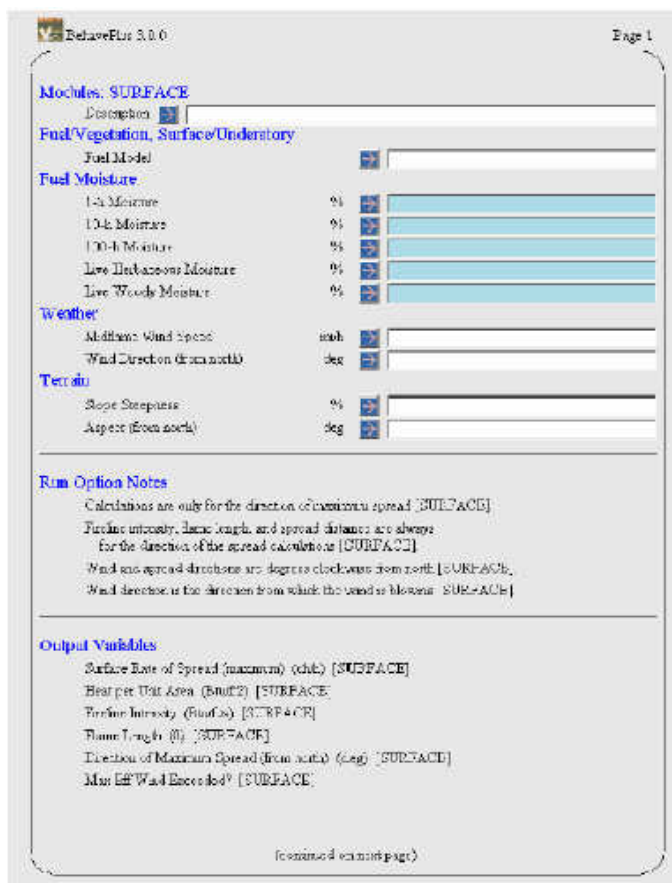 BehavePlus 3.0.0
Page 1
Modules: SURFACE
Description
Fuel/Vegetation, Surface/Understory
Fuel Model
Fuel Moisture
1-h Moisture %
10-h Moisture %
100-h Moisture %
Live Herbaceous Moisture %
Live Woody Moisture %
Weather
Midflame Wind Speed mi/h
Wind Direction (from north) deg
Terrain
Slope Steepness %
Aspect (from north) deg
Run Option Notes
Calculations are only for the direction of maximum spread [SURFACE].
Fireline intensity, flame length, and spread distance are always
for the direction of the spread calculations [SURFACE].
Wind and spread directions are degrees clockwise from north [SURFACE].
Wind direction is the direction from which the wind is blowing [SURFACE].
Output Variables
Surface Rate of Spread (maximum) (ch/h) [SURFACE]
Heat per Unit Area (Btu/ft2) [SURFACE]
Fireline Intensity (Btu/ft/s) [SURFACE]
Flame Length (ft) [SURFACE]
Direction of Maximum Spread (from north) (deg) [SURFACE]
Max Eff Wind Exceeded? [SURFACE]
(continued on next page)